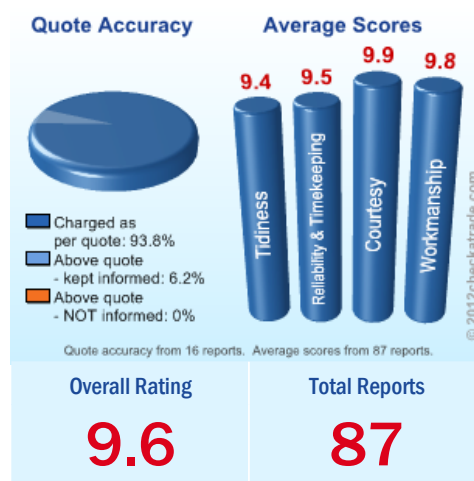 Quote Accuracy
Average Scores
9.4
9.5
9.9
9.8
Tidiness
Reliability & Timekeeping
Courtesy
Workmanship
Charged as
per quote: 93.8%
Above quote
- kept informed: 6.2%
Above quote
- NOT informed: 0%
© 2012checkatrade.com
Quote accuracy from 16 reports. Average scores from 87 reports.
Overall Rating
9.6
Total Reports
87